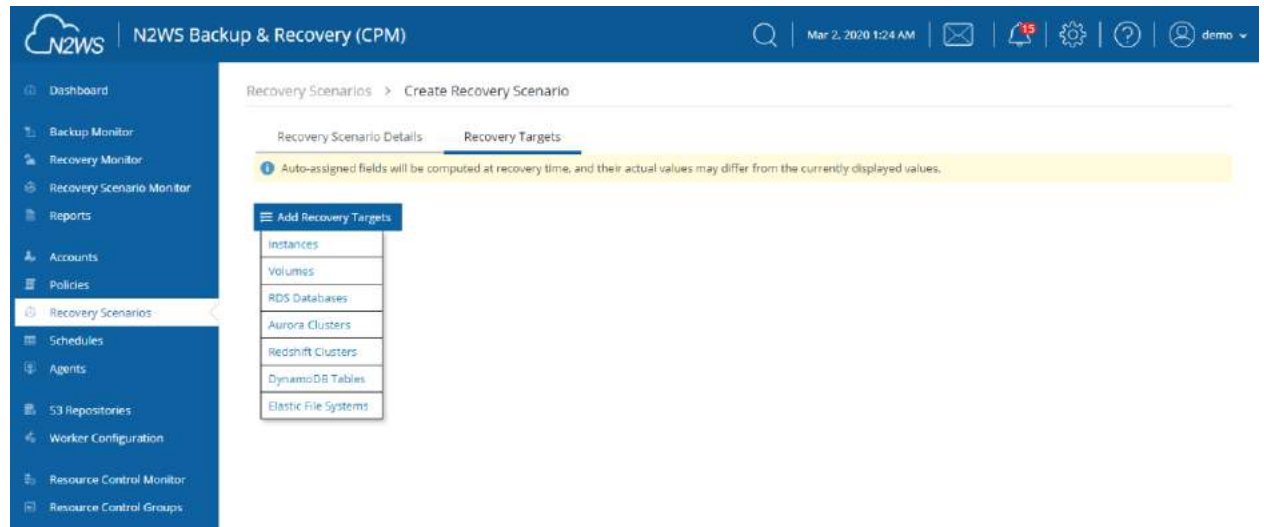 N2WS N2WS Backup & Recovery (CPM) Mar 2, 2020 1:24 AM 15 demo
Dashboard
Recovery Scenarios > Create Recovery Scenario
Backup Monitor
Recovery Scenario Details Recovery Targets
Recovery Monitor
Auto-assigned fields will be computed at recovery time, and their actual values may differ from the currently displayed values.
Recovery Scenario Monitor
Reports
Add Recovery Targets
Instances
Volumes
RDS Databases
Aurora Clusters
Redshift Clusters
DynamoDB Tables
Elastic File Systems
Accounts
Policies
Recovery Scenarios
Schedules
Agents
S3 Repositories
Worker Configuration
Resource Control Monitor
Resource Control Groups